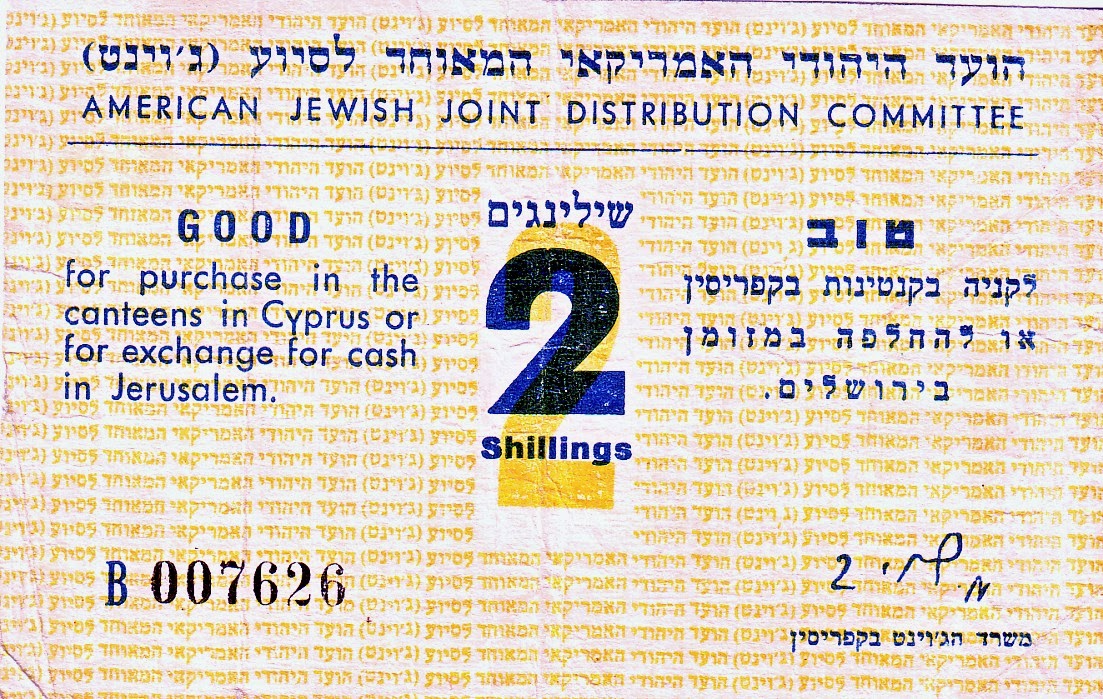 הועד היהודי האמריקאי המאוחד לסיוע (ג׳וינט)
AMERICAN JEWISH JOINT DISTRIBUTION COMMITTEE
GOOD
for purchase in the
canteens in Cyprus or
for exchange for cash
in Jerusalem.
שילינגים
2
Shillings
טוב
לקניה בקנטינות בקפריסין
או להחלפה במזומן
בירושלים.
B 007626
משרד הג׳וינט בקפריסין